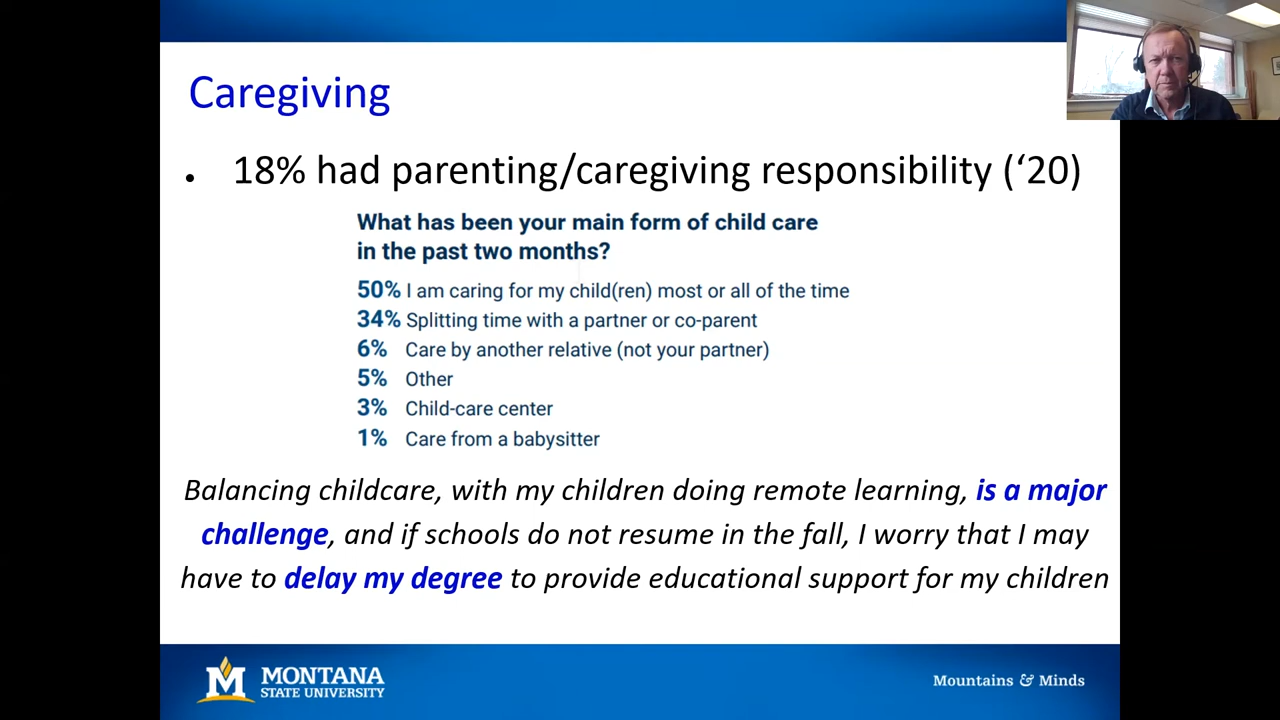 Caregiving
• 18% had parenting/caregiving responsibility (‘20)
What has been your main form of child care
in the past two months?
50% I am caring for my child(ren) most or all of the time
34% Splitting time with a partner or co-parent
6% Care by another relative (not your partner)
5% Other
3% Child-care center
1% Care from a babysitter
Balancing childcare, with my children doing remote learning, is a major
challenge, and if schools do not resume in the fall, I worry that I may
have to delay my degree to provide educational support for my children
M MONTANA
STATE UNIVERSITY
Mountains & Minds